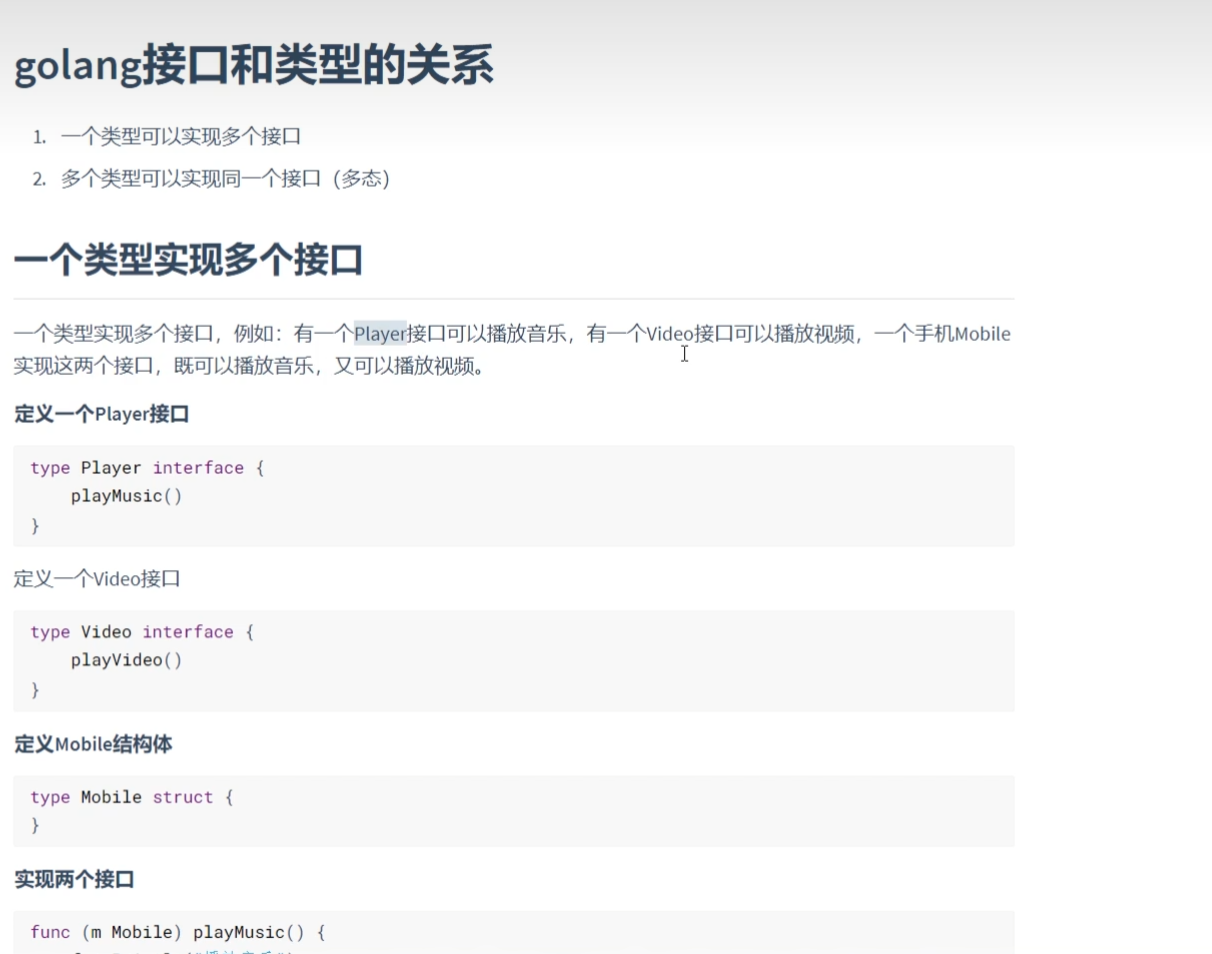 golang接口和类型的关系
1. 一个类型可以实现多个接口
2. 多个类型可以实现同一个接口（多态）
一个类型实现多个接口
一个类型实现多个接口，例如：有一个Player接口可以播放音乐，有一个Video接口可以播放视频，一个手机Mobile
实现这两个接口，既可以播放音乐，又可以播放视频。
定义一个Player接口
type Player interface {
    playMusic()
}
定义一个Video接口
type Video interface {
    playVideo()
}
定义Mobile结构体
type Mobile struct {
}
实现两个接口
func (m Mobile) playMusic() {